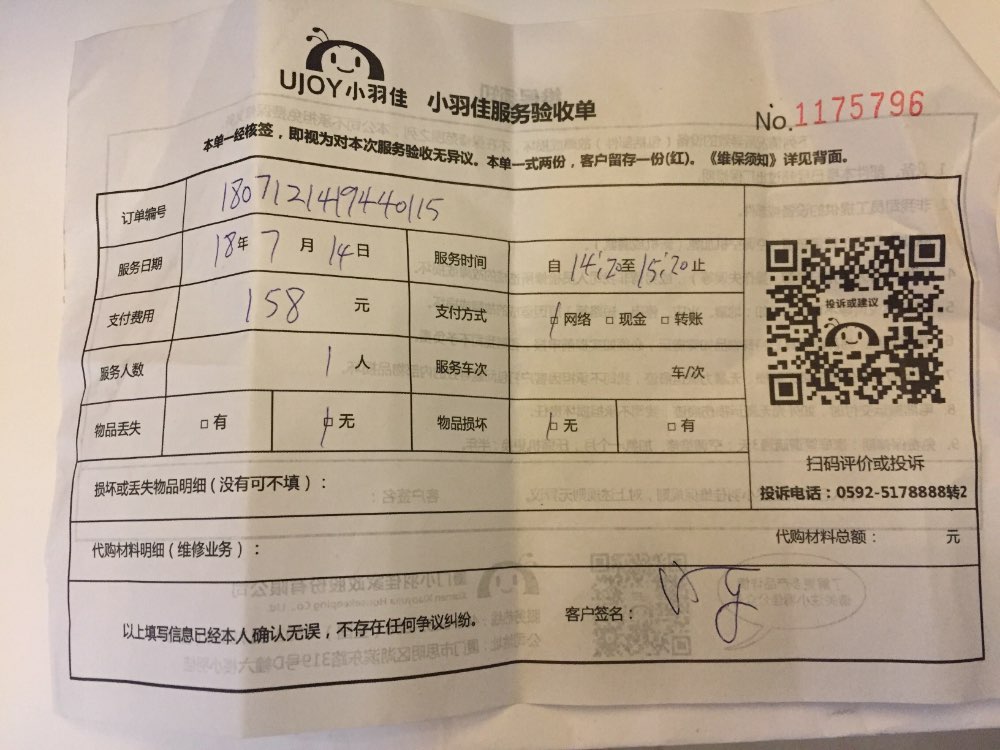 UJOY小羽佳 小羽佳服务验收单
No.1175796
本单一经核签，即视为对本次服务验收无异议。本单一式两份，客户留存一份(红)。《维保须知》详见背面。
订单编号 180712149440115
服务日期 18年 7 月 14 日 服务时间 自 14:20 至 15:20 止
支付费用 158 元 支付方式 □ 网络 □ 现金 □ 转账
服务人数 1 人 服务车次 车/次
物品丢失 □ 有 □ 无 物品损坏 □ 无 □ 有
投诉或建议
扫码评价或投诉
投诉电话：0592-5178888转2
损坏或丢失物品明细（没有可不填）：
代购材料明细（维修业务）： 代购材料总额： 元
以上填写信息已经本人确认无误，不存在任何争议纠纷。 客户签名：